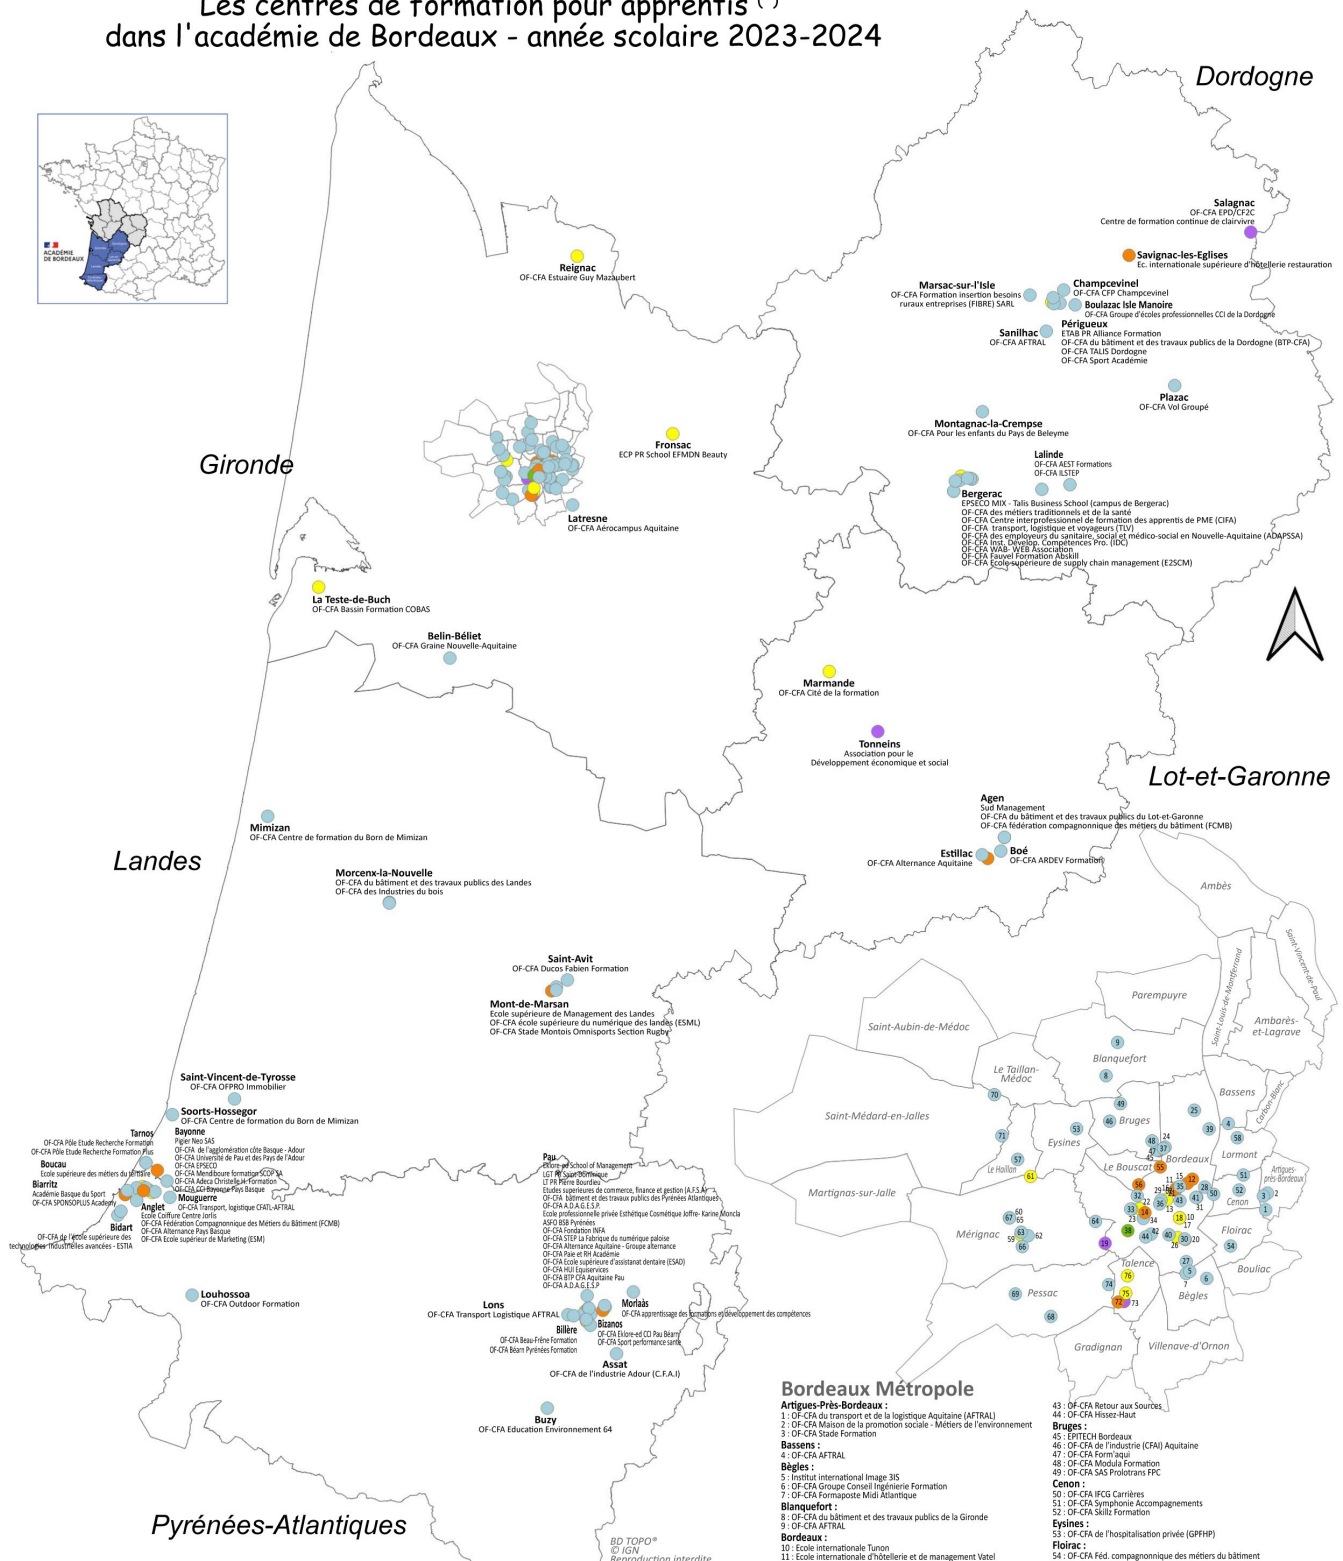 Les centres de formation pour apprentis (*)
dans l'académie de Bordeaux - année scolaire 2023-2024
Dordogne
ACADÉMIE
DE BORDEAUX
Salagnac
OF-CFA EPD/CF2C
Centre de formation continue de clairvivre
Savignac-les-Eglises
Ec. internationale supérieure d'hôtellerie restauration
Reignac
OF-CFA Estuaire Guy Mazaubert
Marsac-sur-l'Isle
OF-CFA Formation insertion besoins
ruraux entreprises (FIBRE) SARL
Champcevinel
OF-CFA CFP Champcevinel
Boulazac Isle Manoire
OF-CFA Groupe d'écoles professionnelles CCI de la Dordogne
Sanilhac
OF-CFA AFTRAL
Périgueux
ETAB PR Alliance Formation
OF-CFA du bâtiment et des travaux publics de la Dordogne (BTP-CFA)
OF-CFA TALIS Dordogne
OF-CFA Sport Académie
Plazac
OF-CFA Vol Groupé
Montagnac-la-Crempse
OF-CFA Pour les enfants du Pays de Beleyme
Fronsac
ECP PR School EFMDN Beauty
Gironde
Lalinde
OF-CFA AEST Formations
OF-CFA ILSTEP
Bergerac
EPSECO MIX - Talis Business School (campus de Bergerac)
OF-CFA des métiers traditionnels et de la santé
OF-CFA Centre interprofessionnel de formation des apprentis de PME (CIFA)
OF-CFA transport, logistique et voyageurs (TLV)
OF-CFA des employeurs du sanitaire, social et médico-social en Nouvelle-Aquitaine (ADAPSSA)
OF-CFA Inst. Dévelop. Compétences Pro. (IDC)
OF-CFA WAB- WEB Association
OF-CFA Fauvel Formation Abskill
OF-CFA Ecole supérieure de supply chain management (E2SCM)
Latresne
OF-CFA Aérocampus Aquitaine
La Teste-de-Buch
OF-CFA Bassin Formation COBAS
Belin-Béliet
OF-CFA Graine Nouvelle-Aquitaine
Marmande
OF-CFA Cité de la formation
Tonneins
Association pour le
Développement économique et social
Lot-et-Garonne
Agen
Sud Management
OF-CFA du bâtiment et des travaux publics du Lot-et-Garonne
OF-CFA fédération compagnonnique des métiers du bâtiment (FCMB)
Estillac
OF-CFA Alternance Aquitaine
Boé
OF-CFA ARDEV Formation
Mimizan
OF-CFA Centre de formation du Born de Mimizan
Landes
Morcenx-la-Nouvelle
OF-CFA du bâtiment et des travaux publics des Landes
OF-CFA des Industries du bois
Saint-Avit
OF-CFA Ducos Fabien Formation
Mont-de-Marsan
Ecole supérieure de Management des Landes
OF-CFA école supérieure du numérique des landes (ESML)
OF-CFA Stade Montois Omnisports Section Rugby
Saint-Vincent-de-Tyrosse
OF-CFA OFPRO Immobilier
Soorts-Hossegor
OF-CFA Centre de formation du Born de Mimizan
Tarnos
OF-CFA Pôle Etude Recherche Formation
OF-CFA Pôle Etude Recherche Formation Plus
Boucau
Ecole supérieure des métiers du tertiaire
Biarritz
Académie Basque du Sport
OF-CFA SPONSOPLUS Academy
Bidart
OF-CFA de l'école supérieure des
technologies industrielles avancées - ESTIA
Bayonne
Pigier Neo SAS
OF-CFA de l'agglomération côte Basque - Adour
OF-CFA Université de Pau et des Pays de l'Adour
OF-CFA EPSECO
OF-CFA Mendiboure formation SCOP SA
OF-CFA Adeca Christelle H. Formation
OF-CFA CCI Bayonne Pays Basque
Mouguerre
OF-CFA Transport, logistique CFATL-AFTRAL
Anglet
Ecole Coiffure Centre Jorlis
OF-CFA Fédération Compagnonnique des Métiers du Bâtiment (FCMB)
OF-CFA Alternance Pays Basque
OF-CFA Ecole supérieur de Marketing (ESM)
Louhossoa
OF-CFA Outdoor Formation
Pau
Eklore-ed School of Management
LGT PR Saint-Dominique
LT PR Pierre Bourdieu
Etudes superieures de commerce, finance et gestion (A.F.S.A)
OF-CFA bâtiment et des travaux publics des Pyrénées Atlantiques
OF-CFA A.D.A.G.E.S.P.
Ecole professionnelle privée Esthétique Cosmétique Joffre- Karine Moncla
ASFO BSB Pyrénées
OF-CFA Fondation INFA
OF-CFA STEP La Fabrique du numérique paloise
OF-CFA Alternance Aquitaine - Groupe alternance
OF-CFA Paie et RH Académie
OF-CFA Ecole supérieure d'assistanat dentaire (ESAD)
OF-CFA HUI Equiservices
OF-CFA BTP CFA Aquitaine Pau
OF-CFA A.D.A.G.E.S.P
Lons
OF-CFA Transport Logistique AFTRAL
Morlaàs
OF-CFA apprentissage des formations et développement des compétences
Billère
OF-CFA Beau-Frêne Formation
OF-CFA Béarn Pyrénées Formation
Bizanos
OF-CFA Eklore-ed CCI Pau Béarn
OF-CFA Sport performance santé
Assat
OF-CFA de l'industrie Adour (C.F.A.I)
Buzy
OF-CFA Education Environnement 64
Pyrénées-Atlantiques
BD TOPO®
© IGN
Reproduction interdite
Ambès
Saint-Vincent-de-Paul
Saint-Louis-de-Montferrand
Parempuyre
Ambarès-
et-Lagrave
Saint-Aubin-de-Médoc
Blanquefort
Le Taillan-
Médoc
Bassens
Carbon-Blanc
Saint-Médard-en-Jalles
Bruges
Eysines
Lormont
Le Haillan
Le Bouscat
Bordeaux
Artigues-
près-Bordeaux
Martignas-sur-Jalle
Cenon
Mérignac
Floirac
Talence
Bouliac
Pessac
Bègles
Gradignan
Villenave-d'Ornon
Bordeaux Métropole
Artigues-Près-Bordeaux :
1 : OF-CFA du transport et de la logistique Aquitaine (AFTRAL)
2 : OF-CFA Maison de la promotion sociale - Métiers de l'environnement
3 : OF-CFA Stade Formation
Bassens :
4 : OF-CFA AFTRAL
Bègles :
5 : Institut international Image 3IS
6 : OF-CFA Groupe Conseil Ingénierie Formation
7 : OF-CFA Formaposte Midi Atlantique
Blanquefort :
8 : OF-CFA du bâtiment et des travaux publics de la Gironde
9 : OF-CFA AFTRAL
Bordeaux :
10 : Ecole internationale Tunon
11 : Ecole internationale d'hôtellerie et de management Vatel
43 : OF-CFA Retour aux Sources
44 : OF-CFA Hissez-Haut
Bruges :
45 : EPITECH Bordeaux
46 : OF-CFA de l'industrie (CFAI) Aquitaine
47 : OF-CFA Form'aqui
48 : OF-CFA Modula Formation
49 : OF-CFA SAS Prolotrans FPC
Cenon :
50 : OF-CFA IFCG Carrières
51 : OF-CFA Symphonie Accompagnements
52 : OF-CFA Skillz Formation
Eysines :
53 : OF-CFA de l'hospitalisation privée (GPFHP)
Floirac :
54 : OF-CFA Féd. compagnonnique des métiers du bâtiment